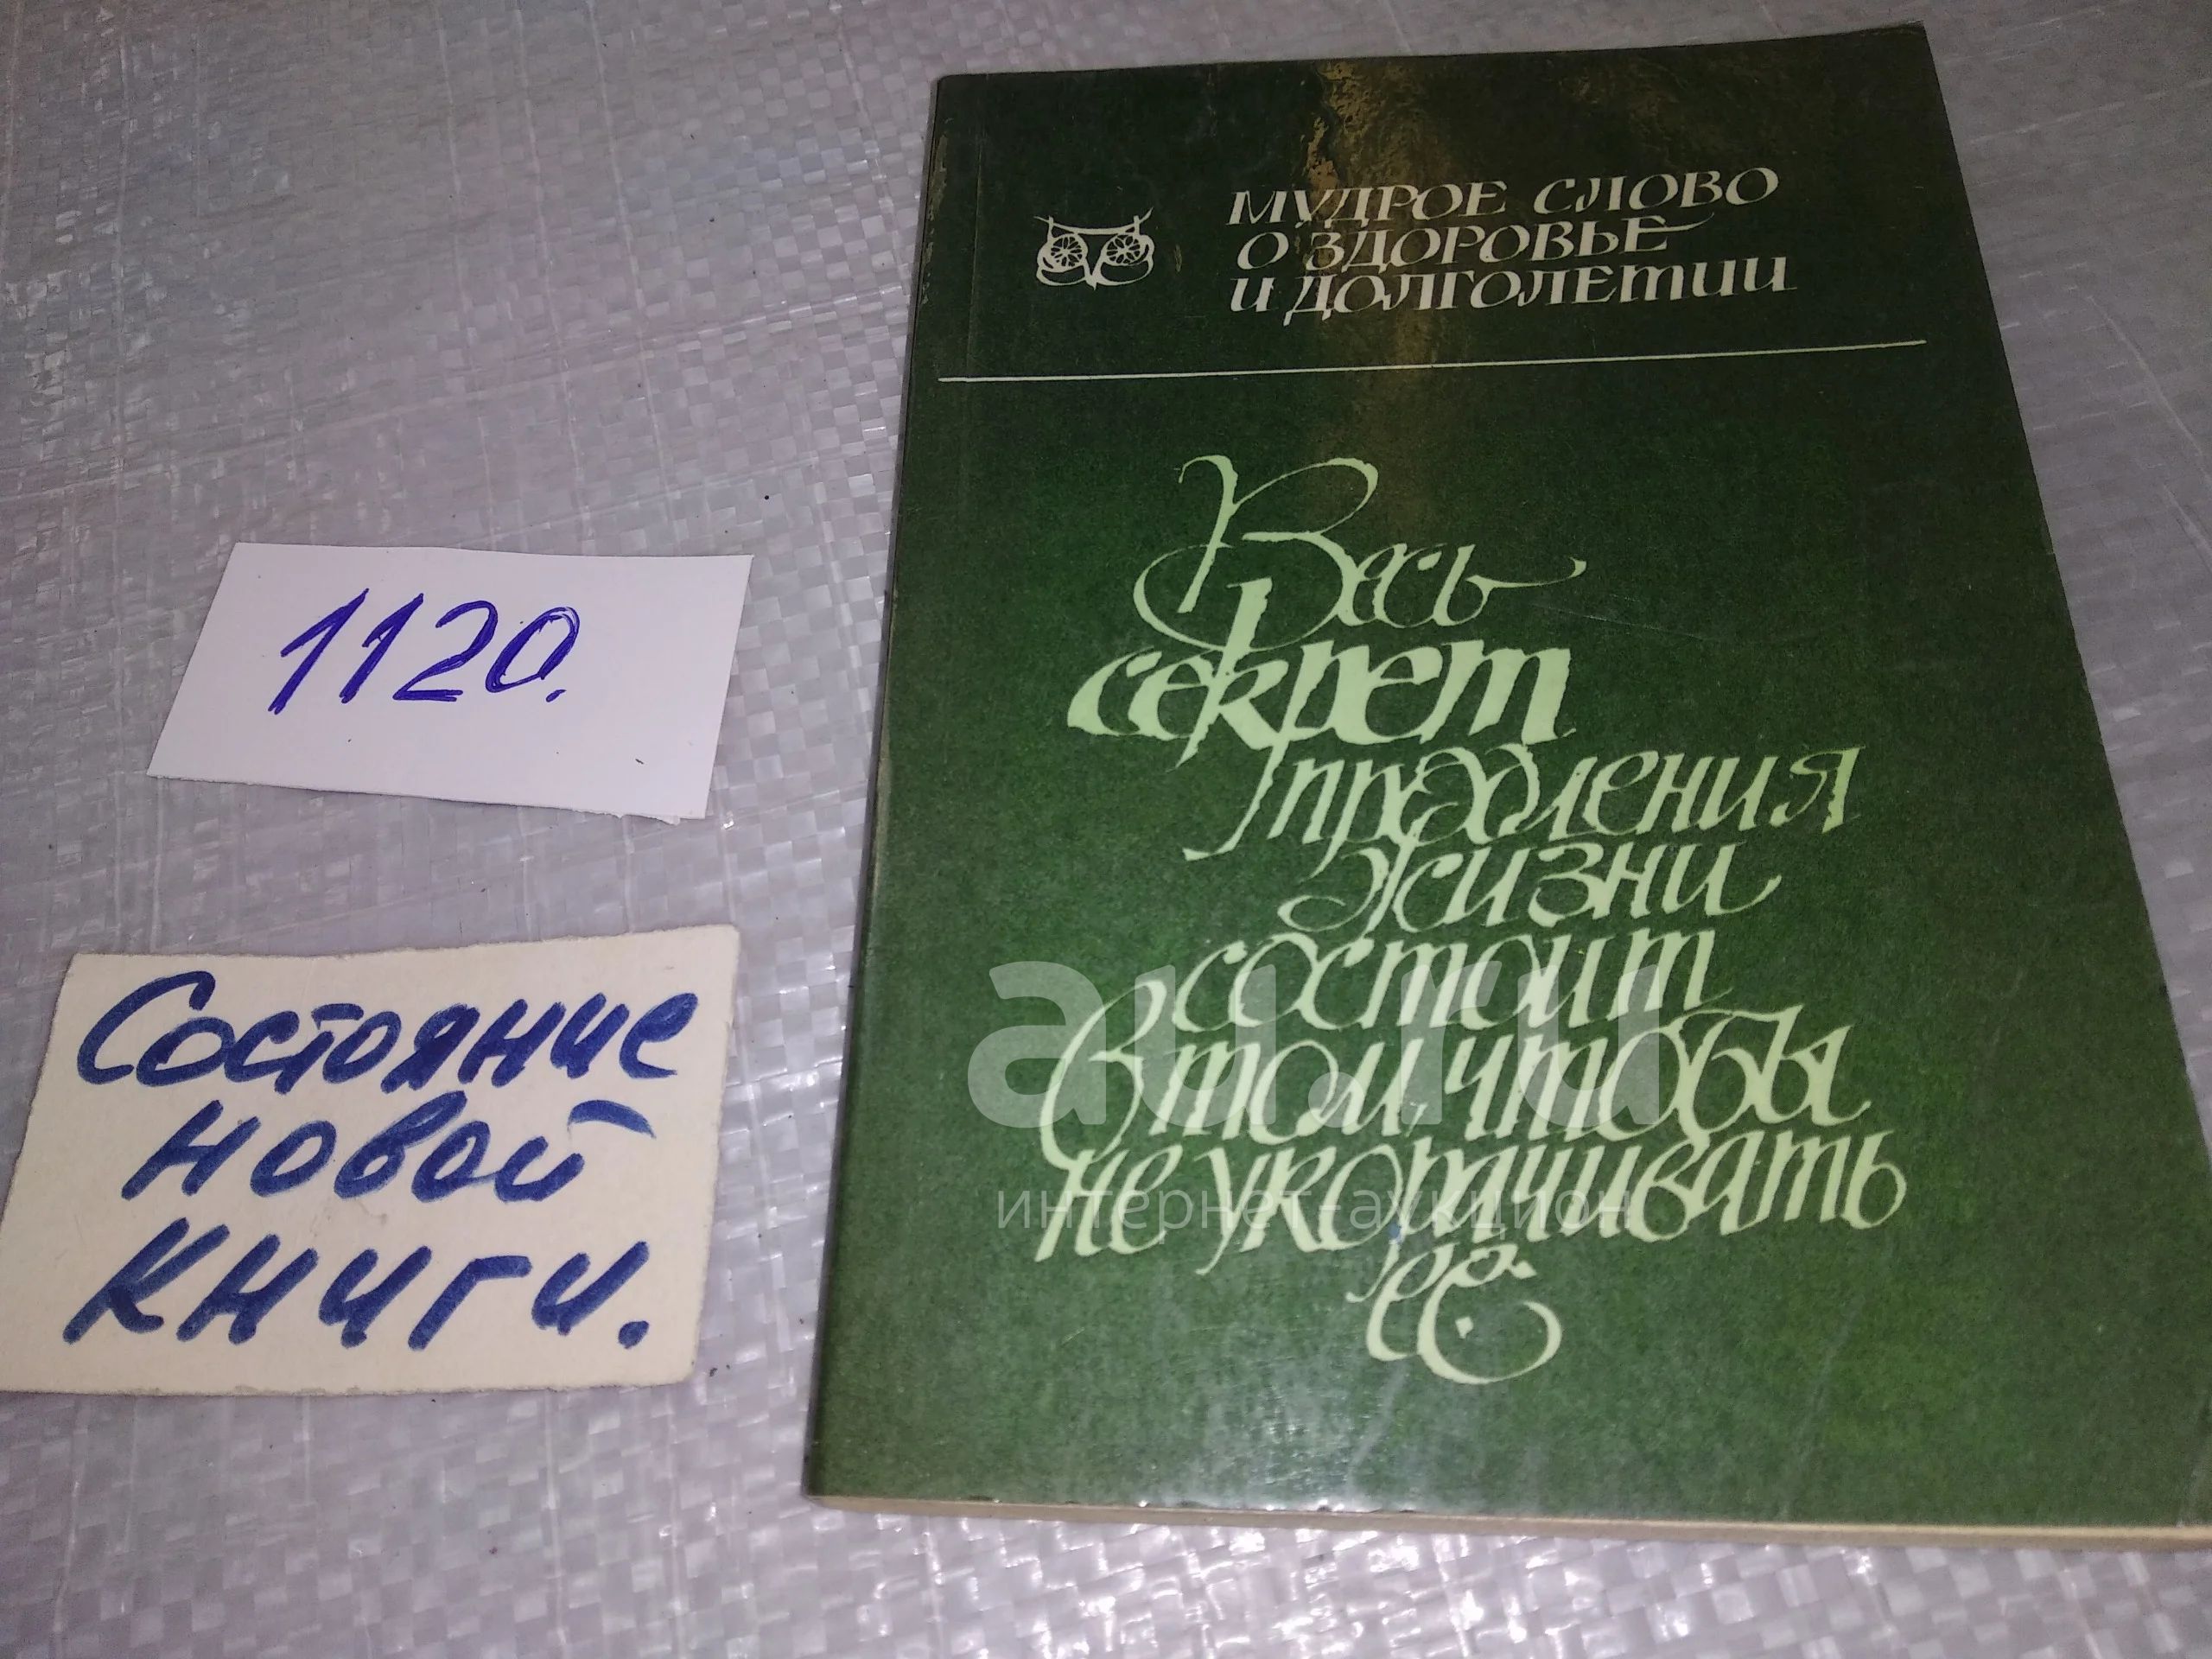 МУДРОЕ СЛОВО
О ЗДОРОВЬЕ
И ДОЛГОЛЕТИИ
Весь
секрет
продления
жизни
состоит
в том, чтобы
не укорачивать
ее.
1120.
Состояние
новой
книги.
au.ru
интернет-аукцион